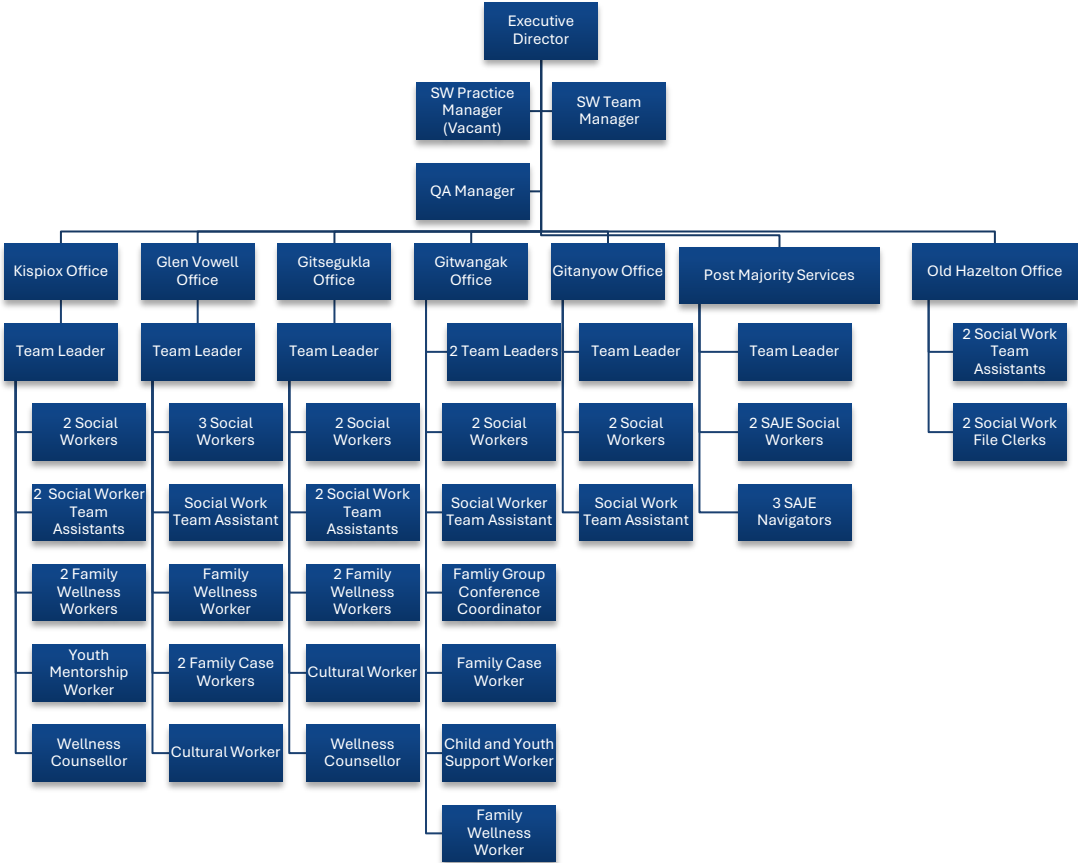 Executive
Director
SW Practice
Manager
(Vacant)
SW Team
Manager
QA Manager
Kispiox Office
Glen Vowell
Office
Gitsegukla
Office
Gitwangak
Office
Gitanyow Office
Post Majority Services
Old Hazelton Office
Team Leader
Team Leader
Team Leader
2 Team Leaders
Team Leader
Team Leader
2 Social Work
Team
Assistants
2 Social
Workers
3 Social
Workers
2 Social
Workers
2 Social
Workers
2 Social
Workers
2 SAJE Social
Workers
2 Social Work
File Clerks
2  Social Worker
Team
Assistants
Social Work
Team Assistant
2 Social Work
Team
Assistants
Social Worker
Team Assistant
Social Work
Team Assistant
3 SAJE
Navigators
2 Family
Wellness
Workers
Family
Wellness
Worker
2 Family
Wellness
Workers
Famliy Group
Conference
Coordinator
Youth
Mentorship
Worker
2 Family Case
Workers
Cultural Worker
Family Case
Worker
Wellness
Counsellor
Cultural Worker
Wellness
Counsellor
Child and Youth
Support Worker
Family
Wellness
Worker